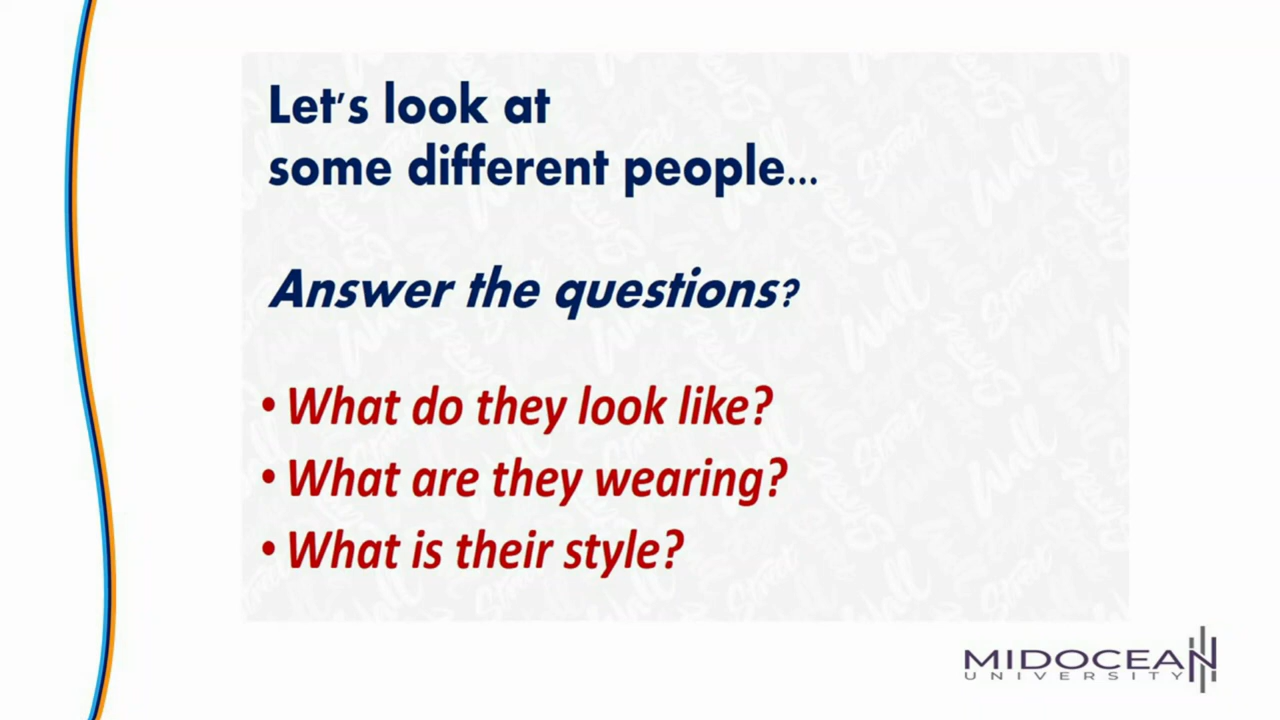 Let's look at
some different people...
Answer the questions?
• What do they look like?
• What are they wearing?
• What is their style?
MIDOCEAN
UNIVERSITY